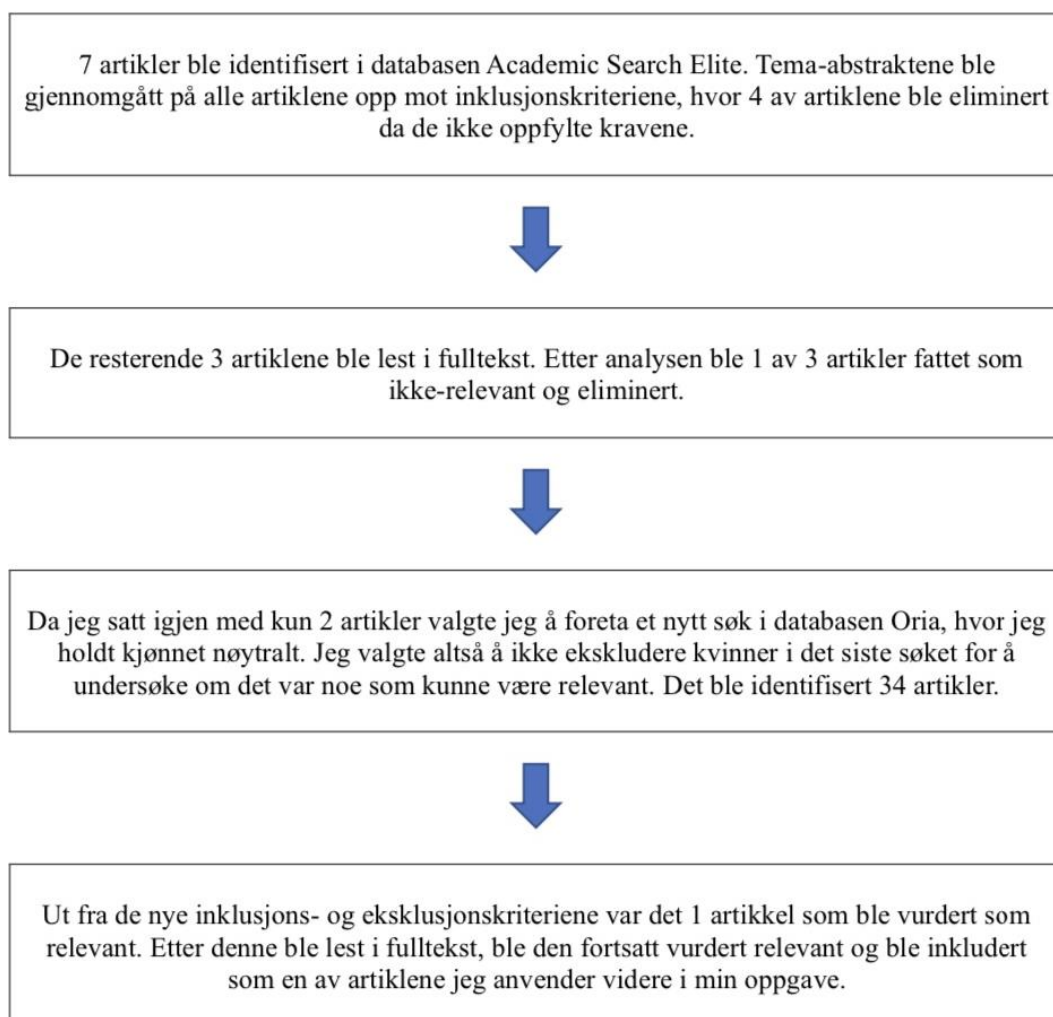 7 artikler ble identifisert i databasen Academic Search Elite. Tema-abstraktene ble
gjennomgått på alle artiklene opp mot inklusjonskriteriene, hvor 4 av artiklene ble eliminert
da de ikke oppfylte kravene.
De resterende 3 artiklene ble lest i fulltekst. Etter analysen ble 1 av 3 artikler fattet som
ikke-relevant og eliminert.
Da jeg satt igjen med kun 2 artikler valgte jeg å foreta et nytt søk i databasen Oria, hvor jeg
holdt kjønnet nøytralt. Jeg valgte altså å ikke ekskludere kvinner i det siste søket for å
undersøke om det var noe som kunne være relevant. Det ble identifisert 34 artikler.
Ut fra de nye inklusjons- og eksklusjonskriteriene var det 1 artikkel som ble vurdert som
relevant. Etter denne ble lest i fulltekst, ble den fortsatt vurdert relevant og ble inkludert
som en av artiklene jeg anvender videre i min oppgave.